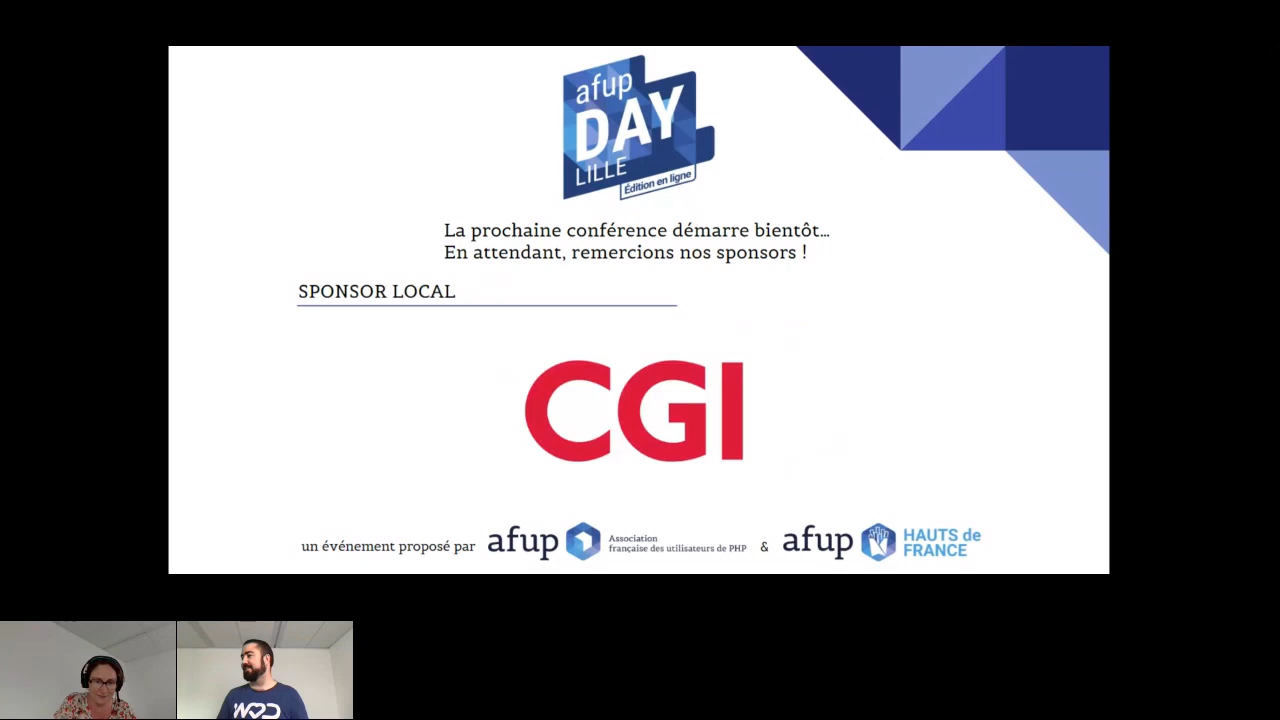 afup
DAY
LILLE
Édition en ligne
La prochaine conférence démarre bientôt...
En attendant, remercions nos sponsors !
SPONSOR LOCAL
CGI
un événement proposé par
afup
Association
française des utilisateurs de PHP
&
afup
HAUTS de
FRANCE